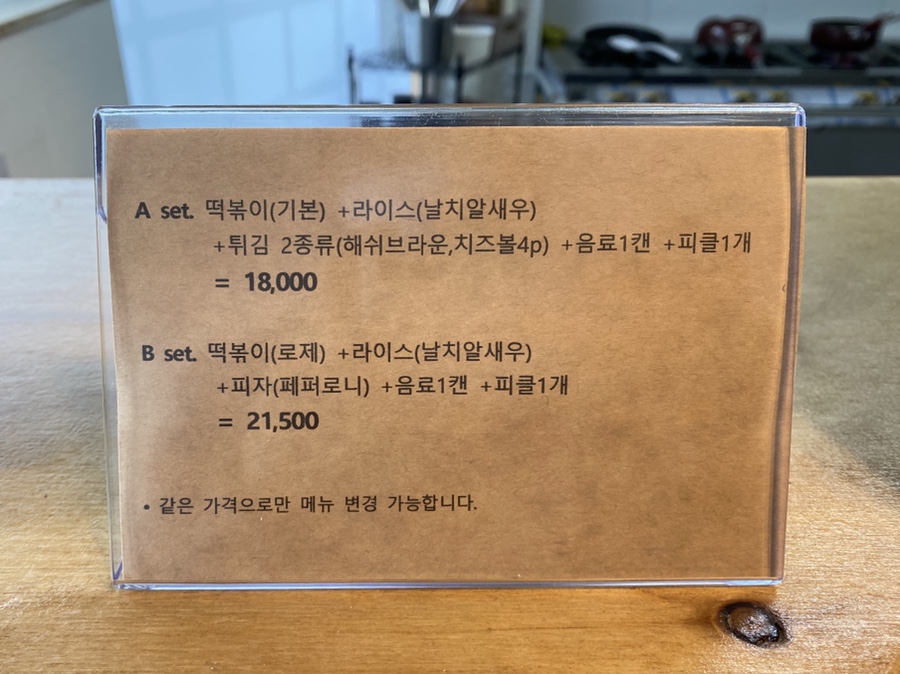 A set. 떡볶이(기본) +라이스(날치알새우)
+튀김 2종류(해쉬브라운,치즈볼4p) +음료1캔 +피클1개
= 18,000
B set. 떡볶이(로제) +라이스(날치알새우)
+피자(페퍼로니) +음료1캔 +피클1개
= 21,500
• 같은 가격으로만 메뉴 변경 가능합니다.